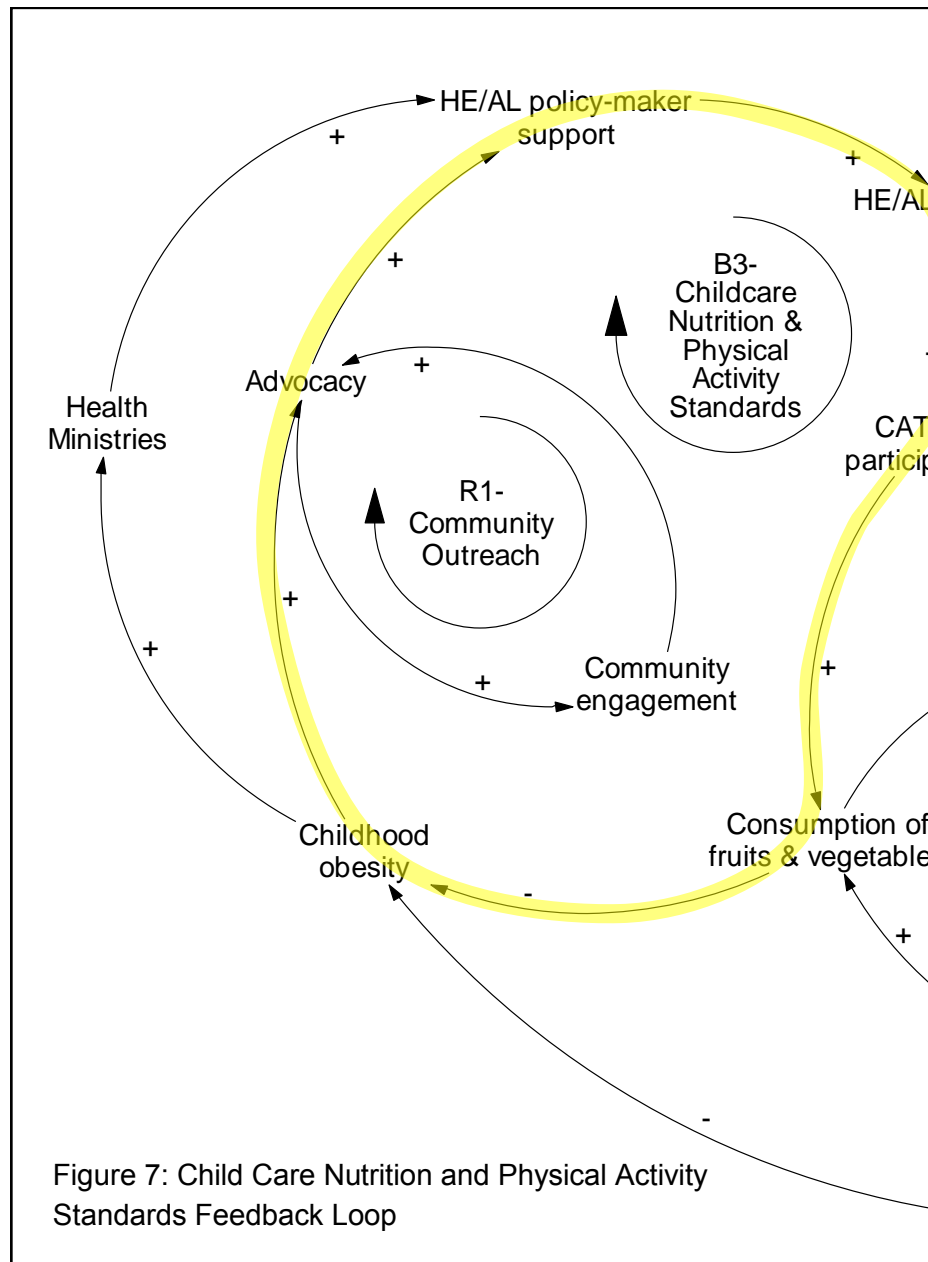 HE/AL policy-maker
support
+
+
HE/AL
+
B3-
Childcare
Nutrition &
Physical
Activity
Standards
+
Advocacy
Health
Ministries
CAT
particip
R1-
Community
Outreach
+
+
Community
engagement
+
+
Consumption of
fruits & vegetable
Childhood
obesity
-
+
-
Figure 7: Child Care Nutrition and Physical Activity
Standards Feedback Loop